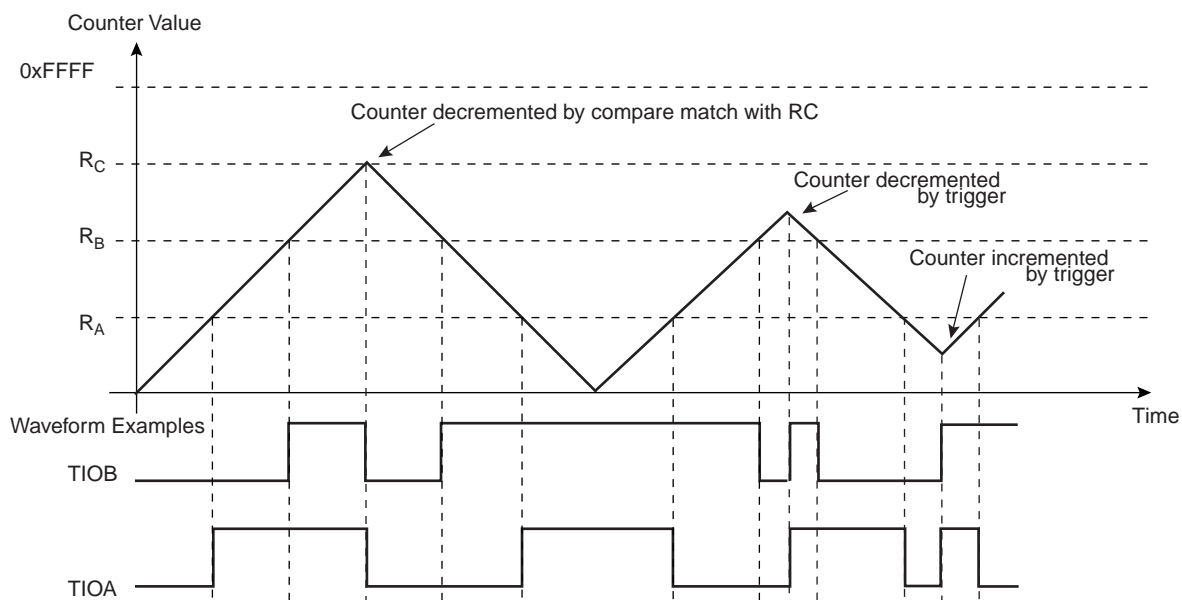 Counter Value
0xFFFF
Counter decremented by compare match with RC
RC
Counter decremented
by trigger
RB
Counter incremented
by trigger
RA
Time
Waveform Examples
TIOB
TIOA